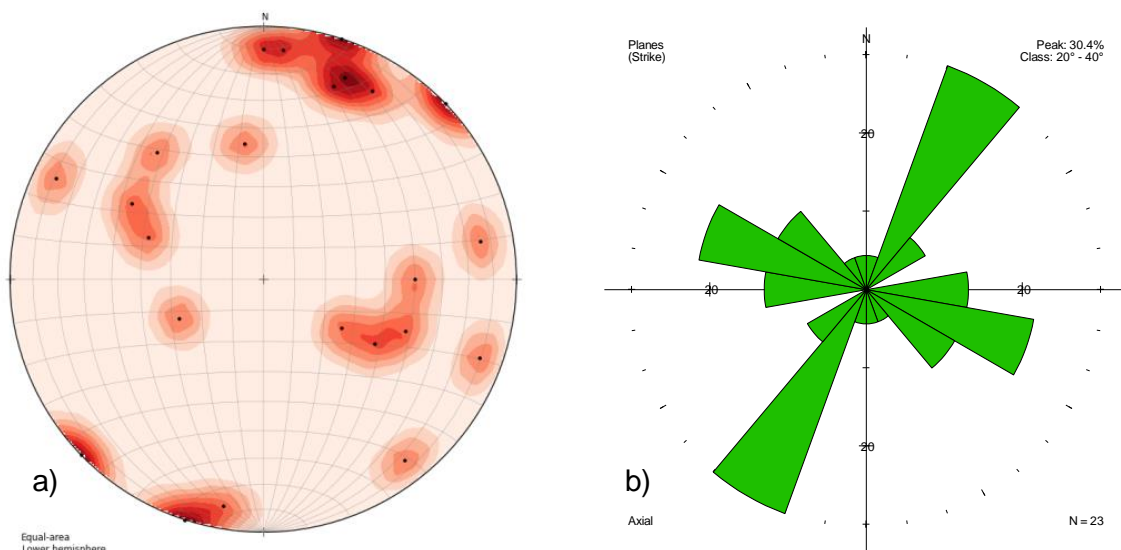 N
a)
Equal-area
Lower hemisphere
Planes
(Strike)
N
Peak: 30.4%
Class: 20° - 40°
20
20
20
20
b)
Axial
N = 23